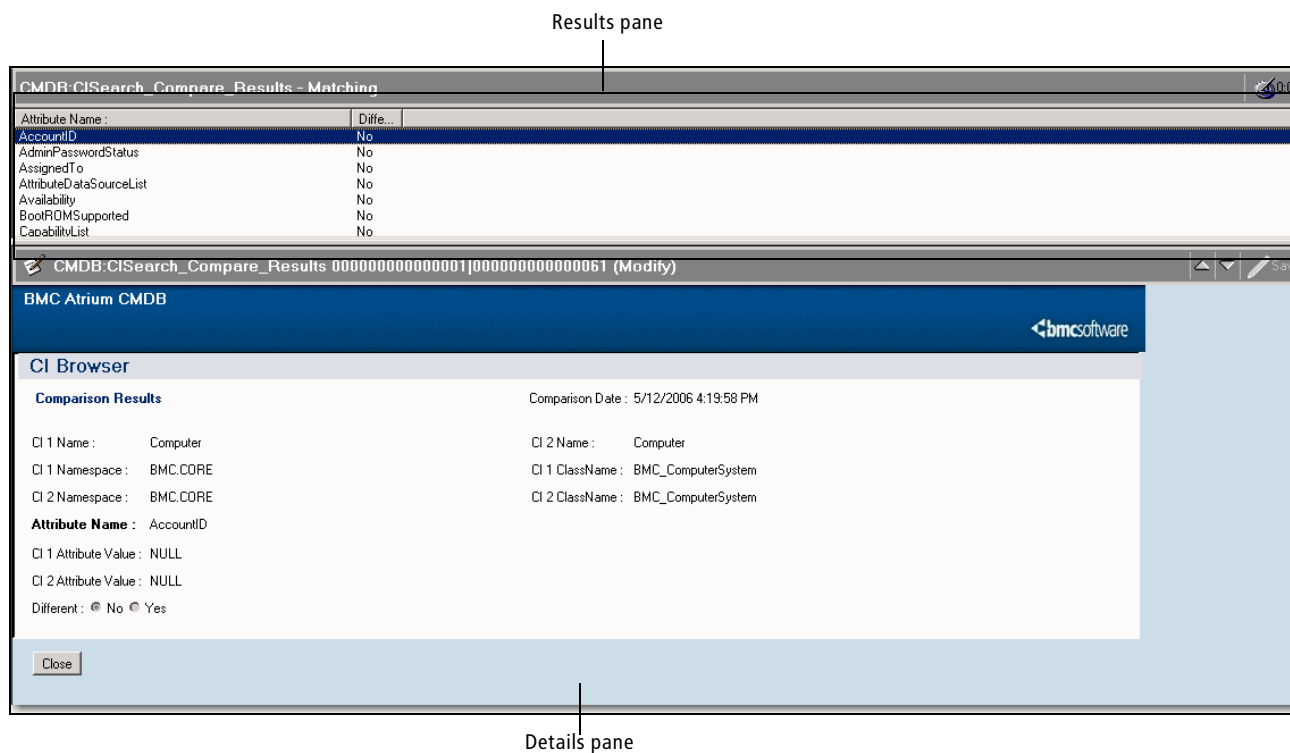 Results pane
CMDB:CISearch_Compare_Results - Matching
Attribute Name : Diffe...
AccountID No
AdminPasswordStatus No
AssignedTo No
AttributeDataSourceList No
Availability No
BootROMSupported No
CapabilityList No
CMDB:CISearch_Compare_Results 000000000000001|000000000000061 (Modify)
BMC Atrium CMDB
bmcsoftware
CI Browser
Comparison Results Comparison Date : 5/12/2006 4:19:58 PM
CI 1 Name : Computer CI 2 Name : Computer
CI 1 Namespace : BMC.CORE CI 1 ClassName : BMC_ComputerSystem
CI 2 Namespace : BMC.CORE CI 2 ClassName : BMC_ComputerSystem
Attribute Name : AccountID
CI 1 Attribute Value : NULL
CI 2 Attribute Value : NULL
Different : No Yes
Close
Details pane